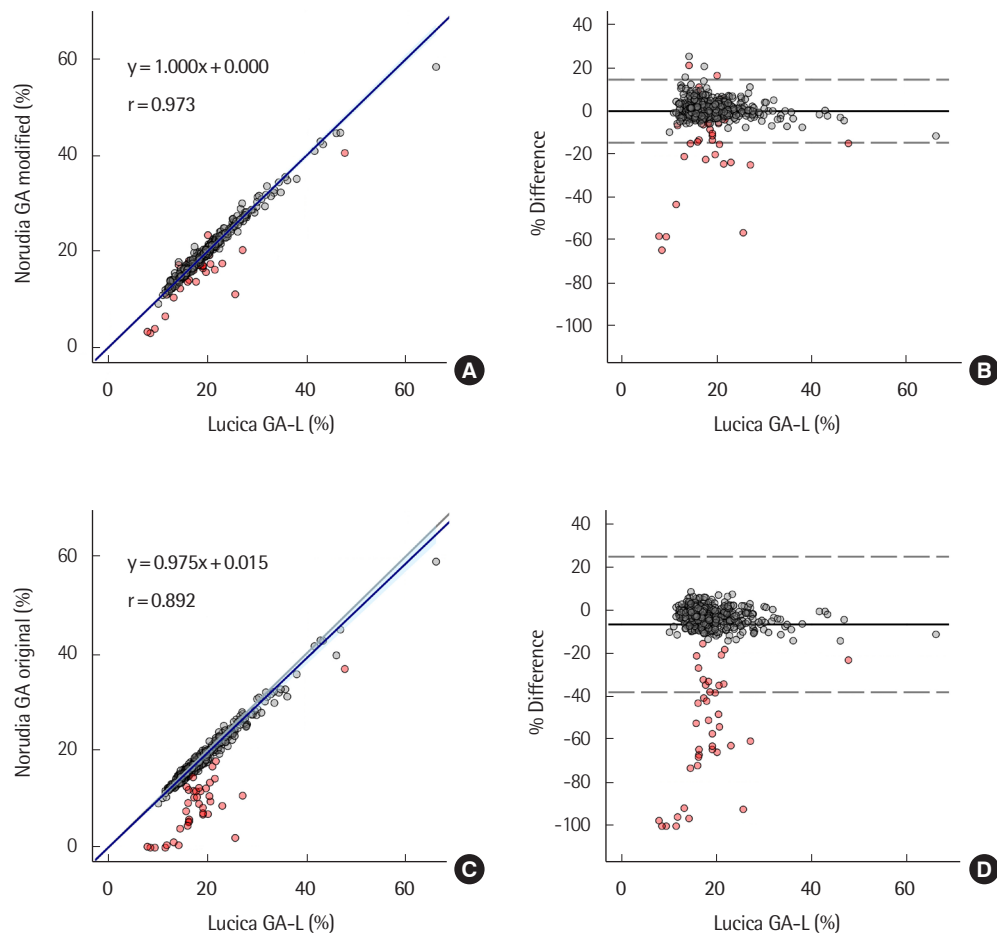 60
40
20
0
Norudia GA modified (%)
y = 1.000x + 0.000
r = 0.973
0 20 40 60
Lucica GA-L (%)
A
40
20
0
-20
-40
-60
-80
-100
% Difference
0 20 40 60
Lucica GA-L (%)
B
60
40
20
0
Norudia GA original (%)
y = 0.975x + 0.015
r = 0.892
0 20 40 60
Lucica GA-L (%)
C
40
20
0
-20
-40
-60
-80
-100
% Difference
0 20 40 60
Lucica GA-L (%)
D